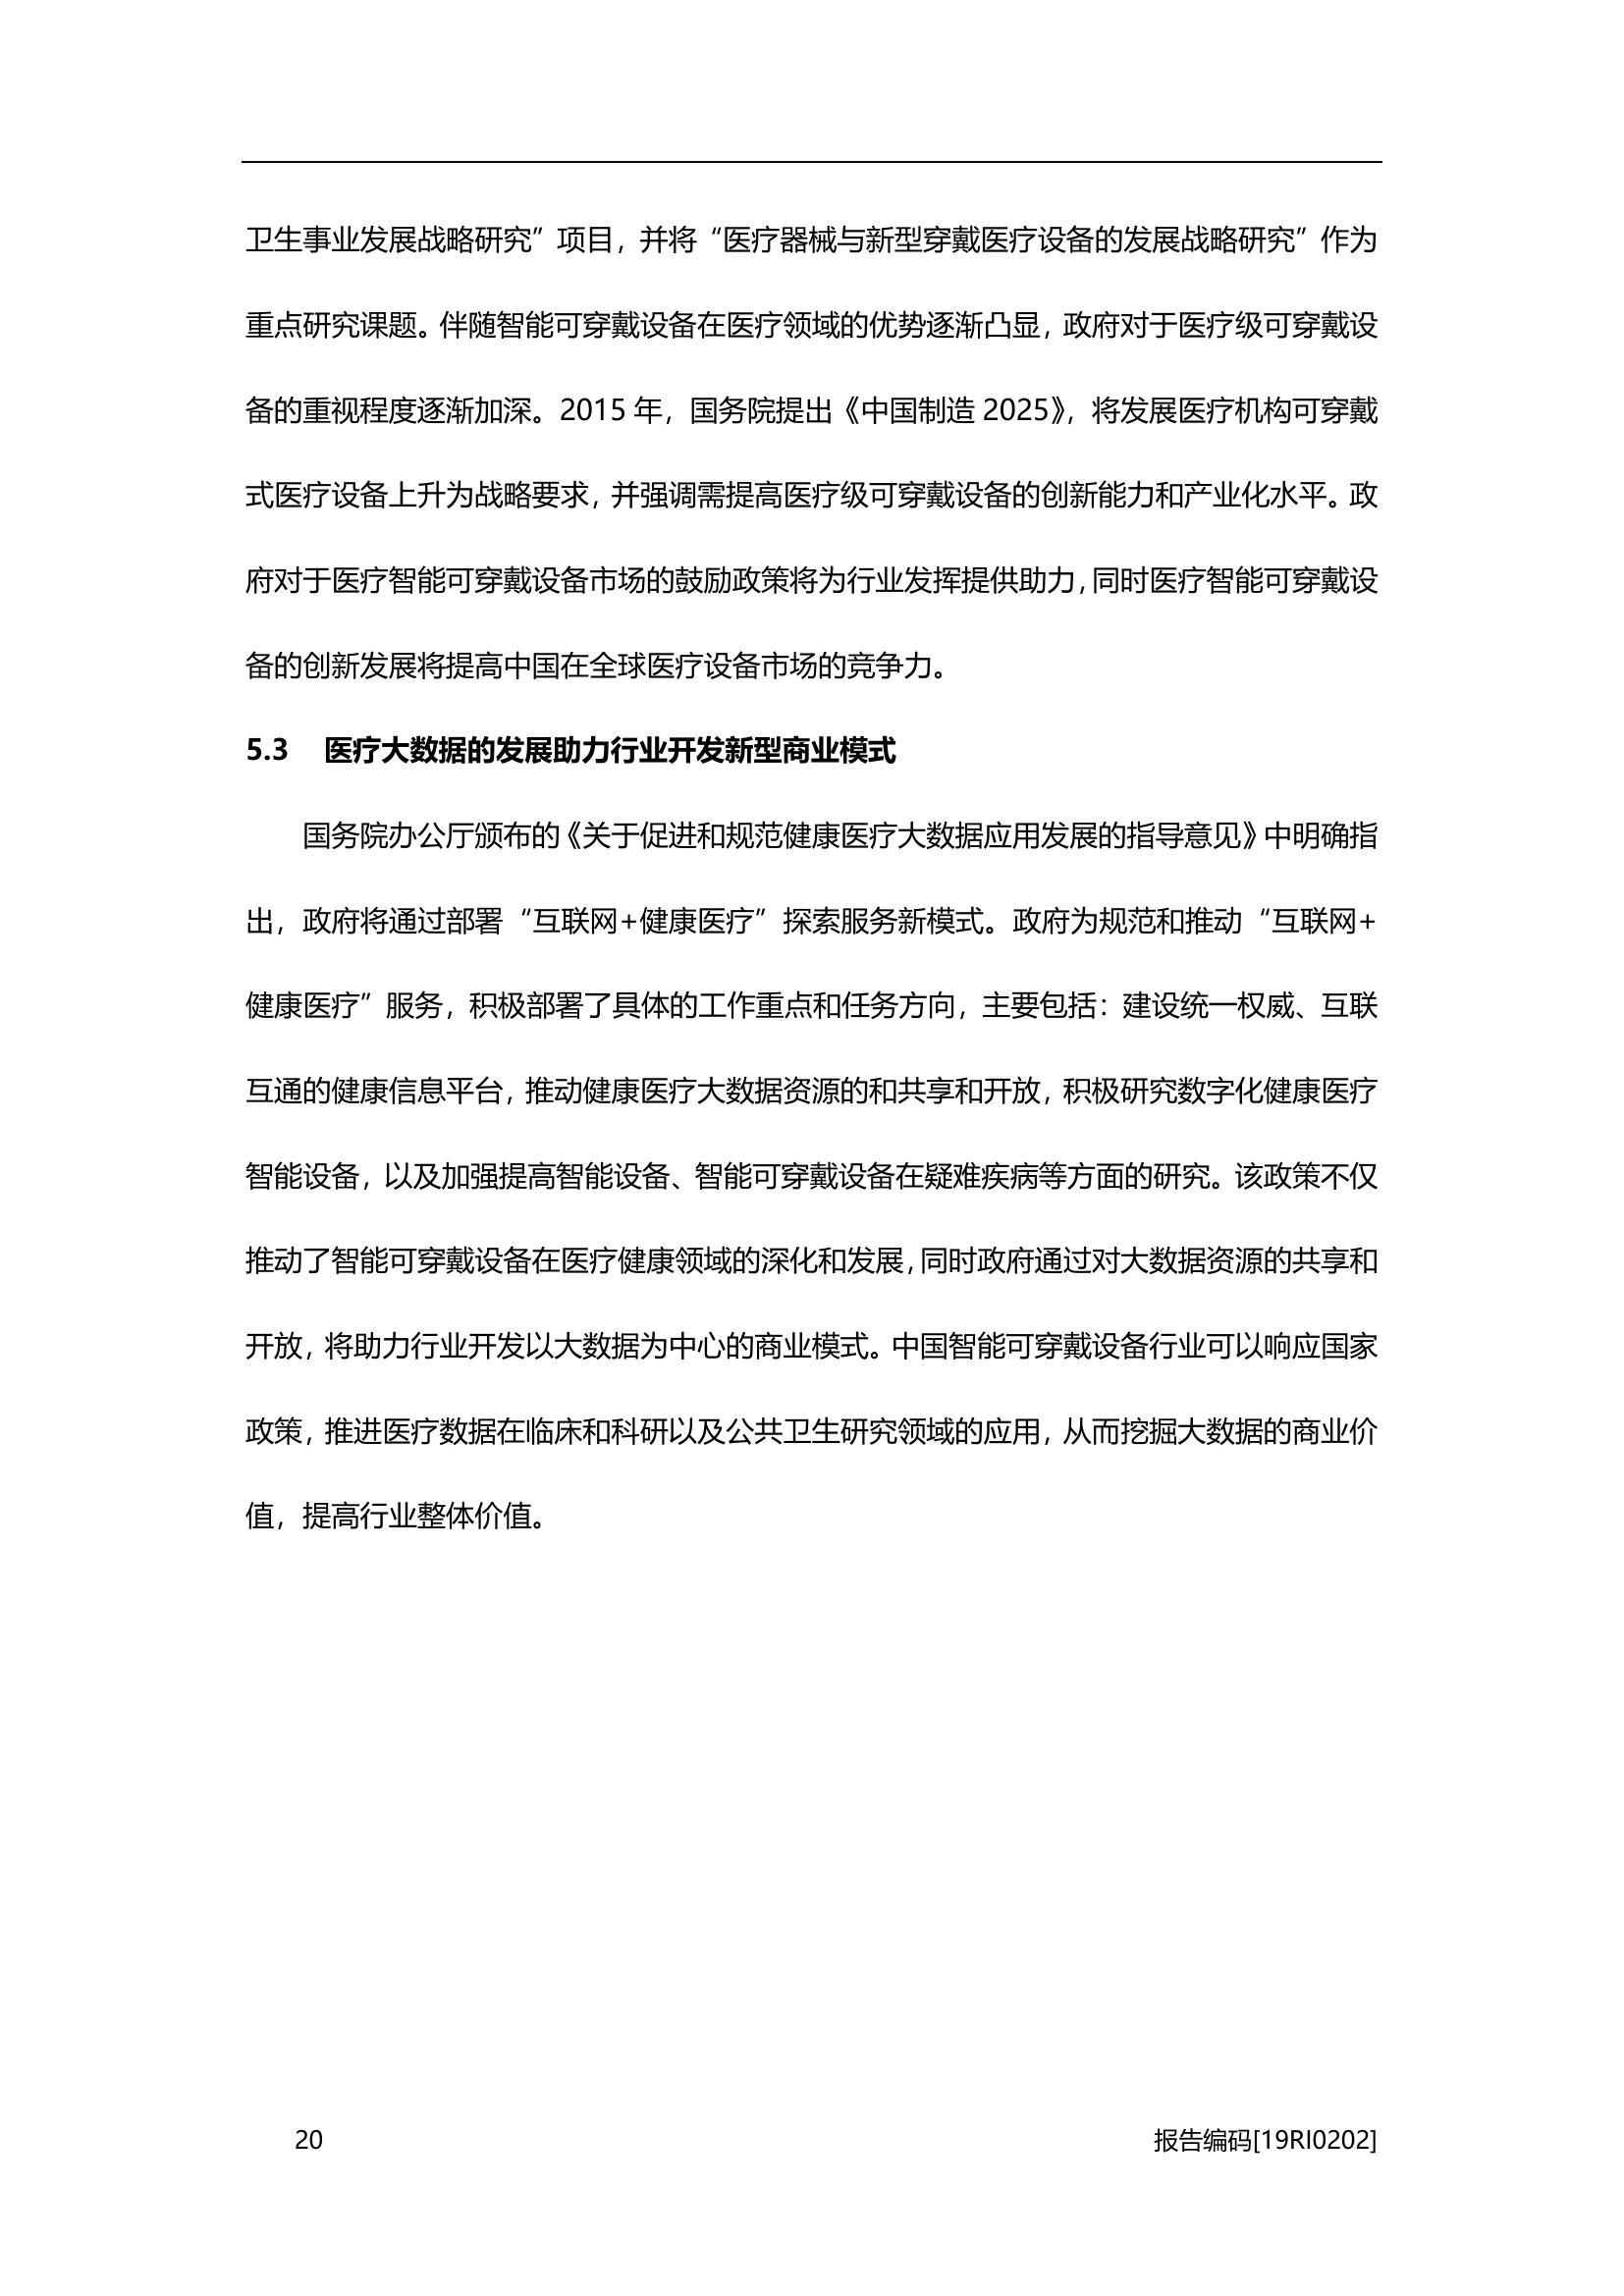 卫生事业发展战略研究”项目，并将“医疗器械与新型穿戴医疗设备的发展战略研究”作为
重点研究课题。伴随智能可穿戴设备在医疗领域的优势逐渐凸显，政府对于医疗级可穿戴设
备的重视程度逐渐加深。2015 年，国务院提出《中国制造 2025》，将发展医疗机构可穿戴
式医疗设备上升为战略要求，并强调需提高医疗级可穿戴设备的创新能力和产业化水平。政
府对于医疗智能可穿戴设备市场的鼓励政策将为行业发挥提供助力，同时医疗智能可穿戴设
备的创新发展将提高中国在全球医疗设备市场的竞争力。
5.3 医疗大数据的发展助力行业开发新型商业模式
国务院办公厅颁布的《关于促进和规范健康医疗大数据应用发展的指导意见》中明确指
出，政府将通过部署“互联网+健康医疗”探索服务新模式。政府为规范和推动“互联网+
健康医疗”服务，积极部署了具体的工作重点和任务方向，主要包括：建设统一权威、互联
互通的健康信息平台，推动健康医疗大数据资源的和共享和开放，积极研究数字化健康医疗
智能设备，以及加强提高智能设备、智能可穿戴设备在疑难疾病等方面的研究。该政策不仅
推动了智能可穿戴设备在医疗健康领域的深化和发展，同时政府通过对大数据资源的共享和
开放，将助力行业开发以大数据为中心的商业模式。中国智能可穿戴设备行业可以响应国家
政策，推进医疗数据在临床和科研以及公共卫生研究领域的应用，从而挖掘大数据的商业价
值，提高行业整体价值。
20 报告编码[19RI0202]